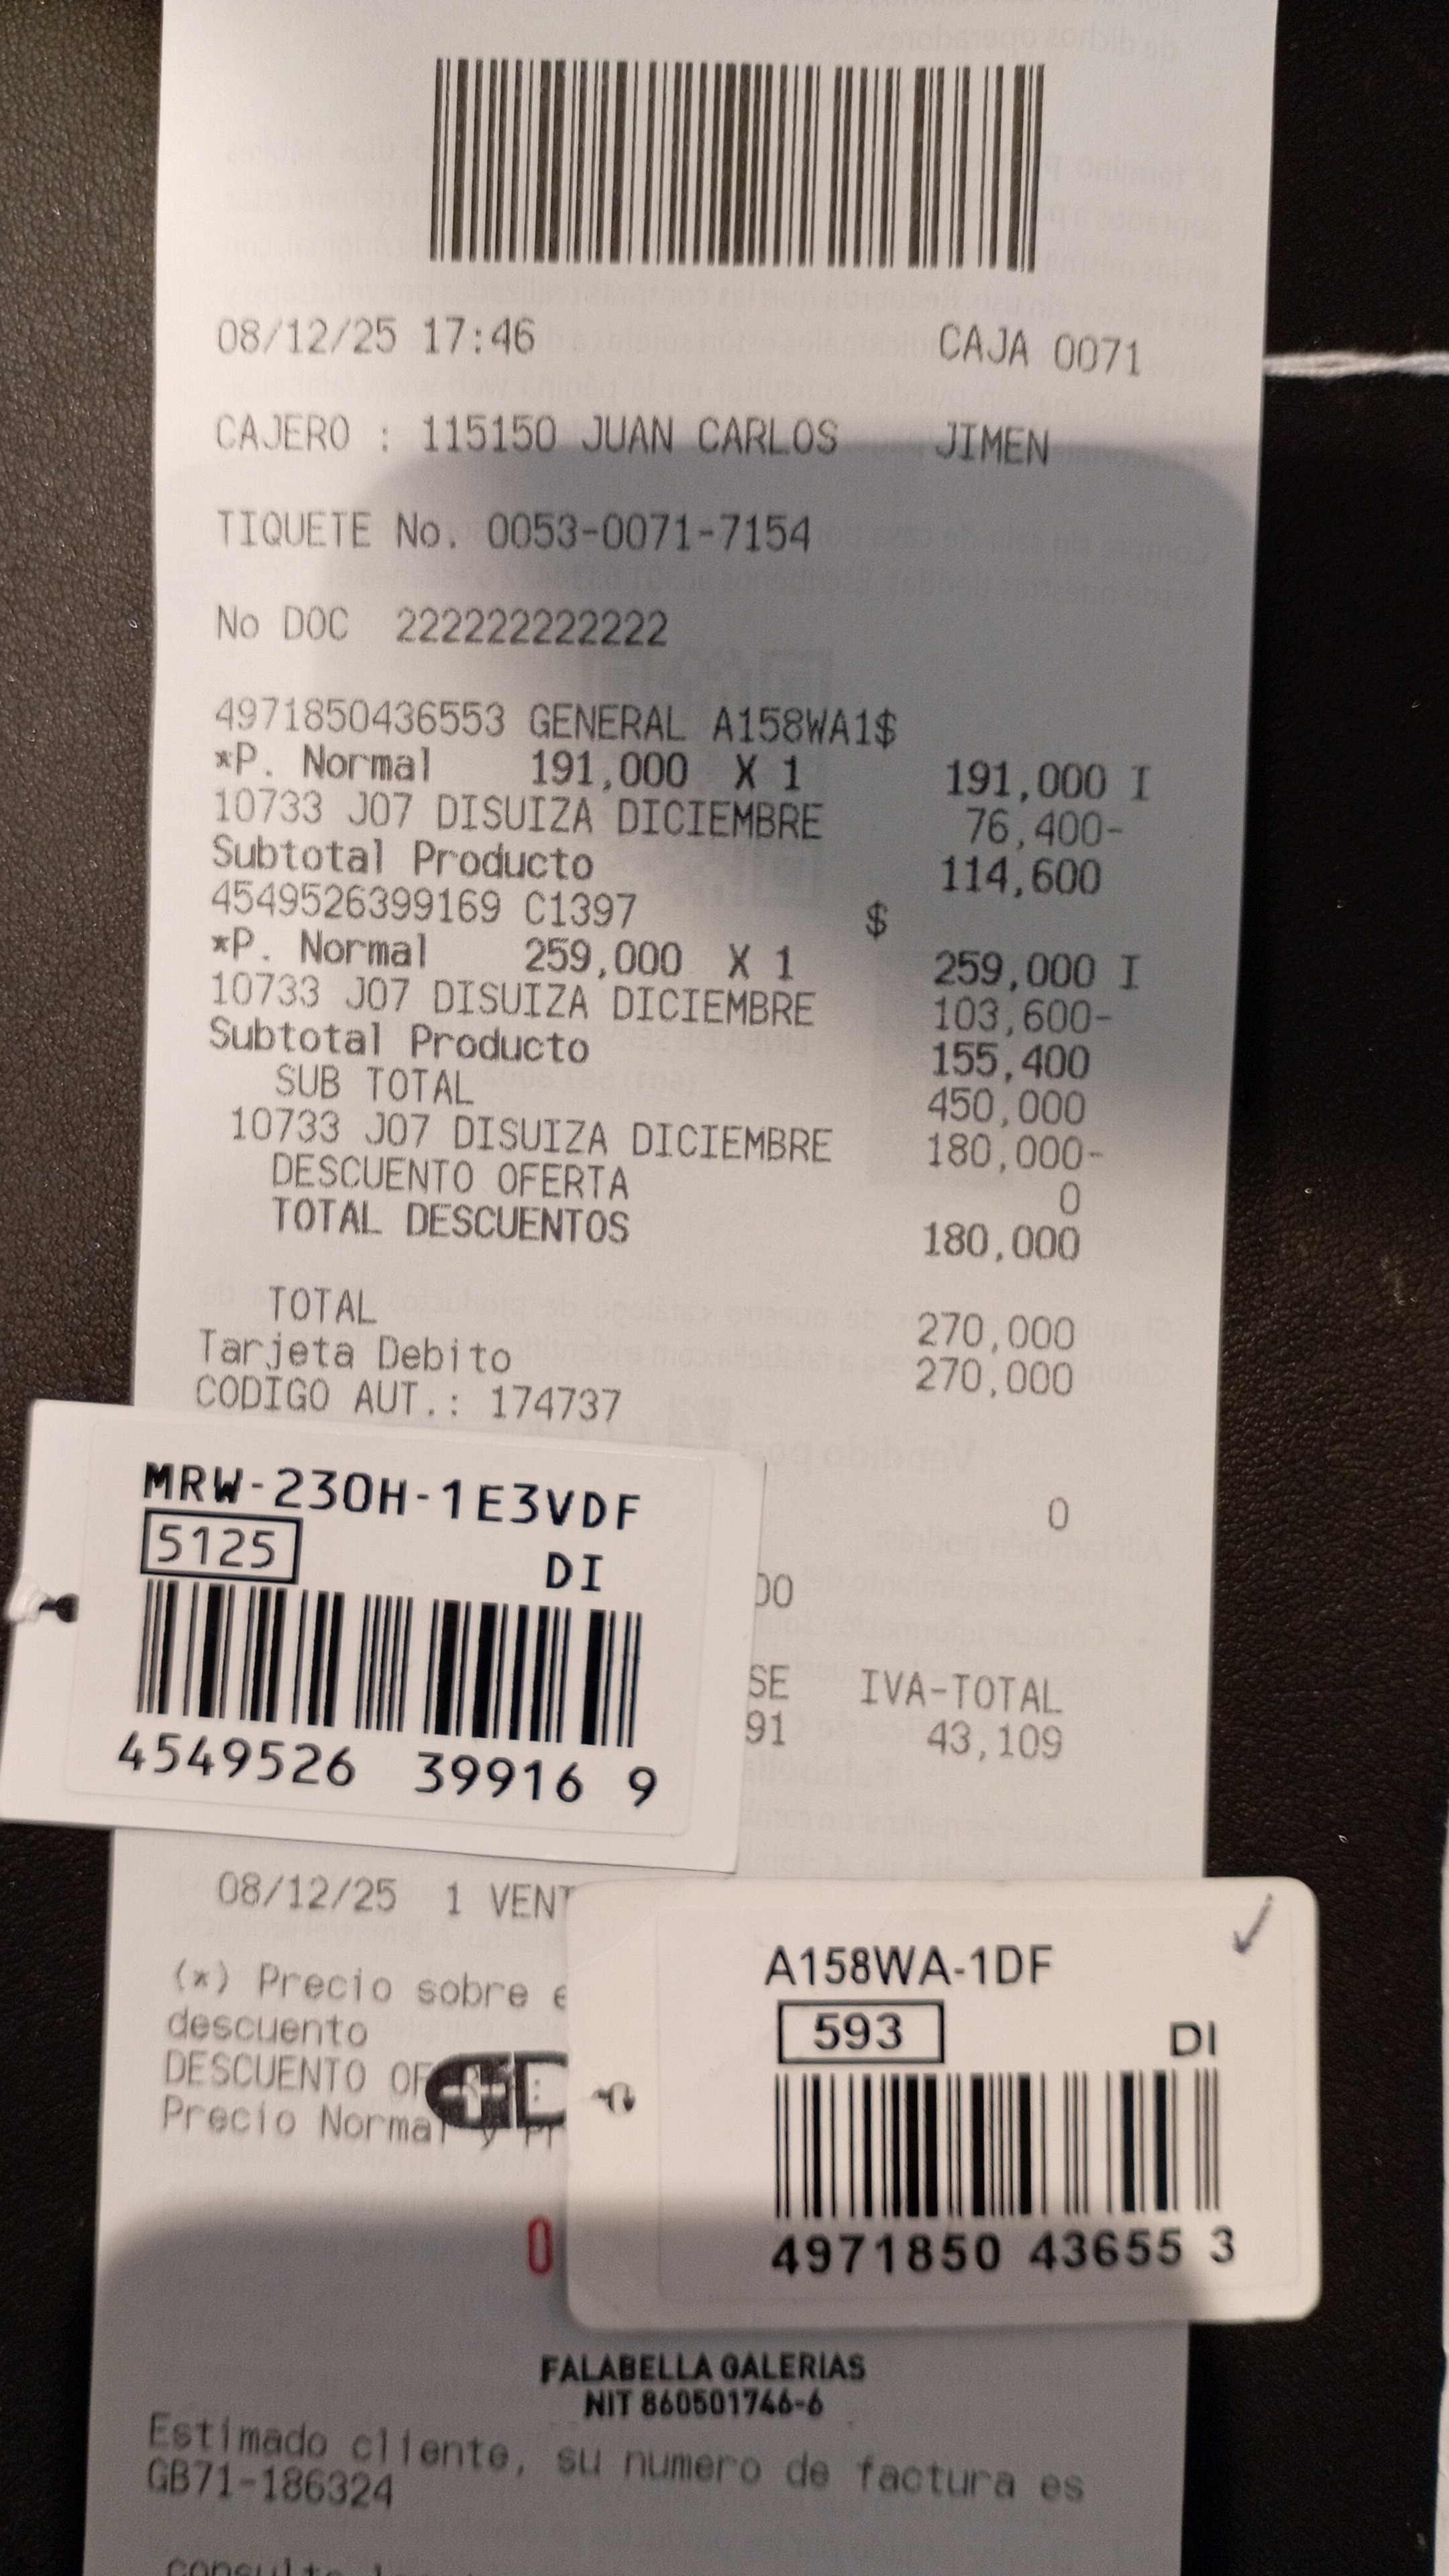 08/12/25 17:46 CAJA 0071
CAJERO : 115150 JUAN CARLOS JIMEN
TIQUETE No. 0053-0071-7154
No DOC 222222222222
4971850436553 GENERAL A158WA1$
*P. Normal 191,000 X 1 191,000 I
10733 J07 DISUIZA DICIEMBRE 76,400-
Subtotal Producto 114,600
4549526399169 C1397 $
*P. Normal 259,000 X 1 259,000 I
10733 J07 DISUIZA DICIEMBRE 103,600-
Subtotal Producto 155,400
SUB TOTAL 450,000
10733 J07 DISUIZA DICIEMBRE 180,000-
DESCUENTO OFERTA 0
TOTAL DESCUENTOS 180,000
TOTAL 270,000
Tarjeta Debito 270,000
CODIGO AUT.: 174737
MRW-230H-1E3VDF
5125 DI
4549526 39916 9
0
00
SE IVA-TOTAL
91 43,109
08/12/25 1 VENT
(*) Precio sobre e
descuento
DESCUENTO OF
Precio Normal y Pr
A158WA-1DF
593 DI
4971850 43655 3
0
FALABELLA GALERIAS
NIT 860501746-6
Estimado cliente, su numero de factura es
GB71-186324